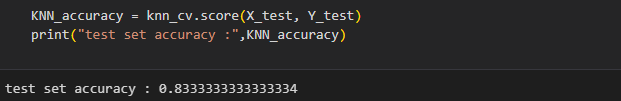 KNN_accuracy = knn_cv.score(X_test, Y_test)
print("test set accuracy :",KNN_accuracy)
test set accuracy : 0.8333333333333334